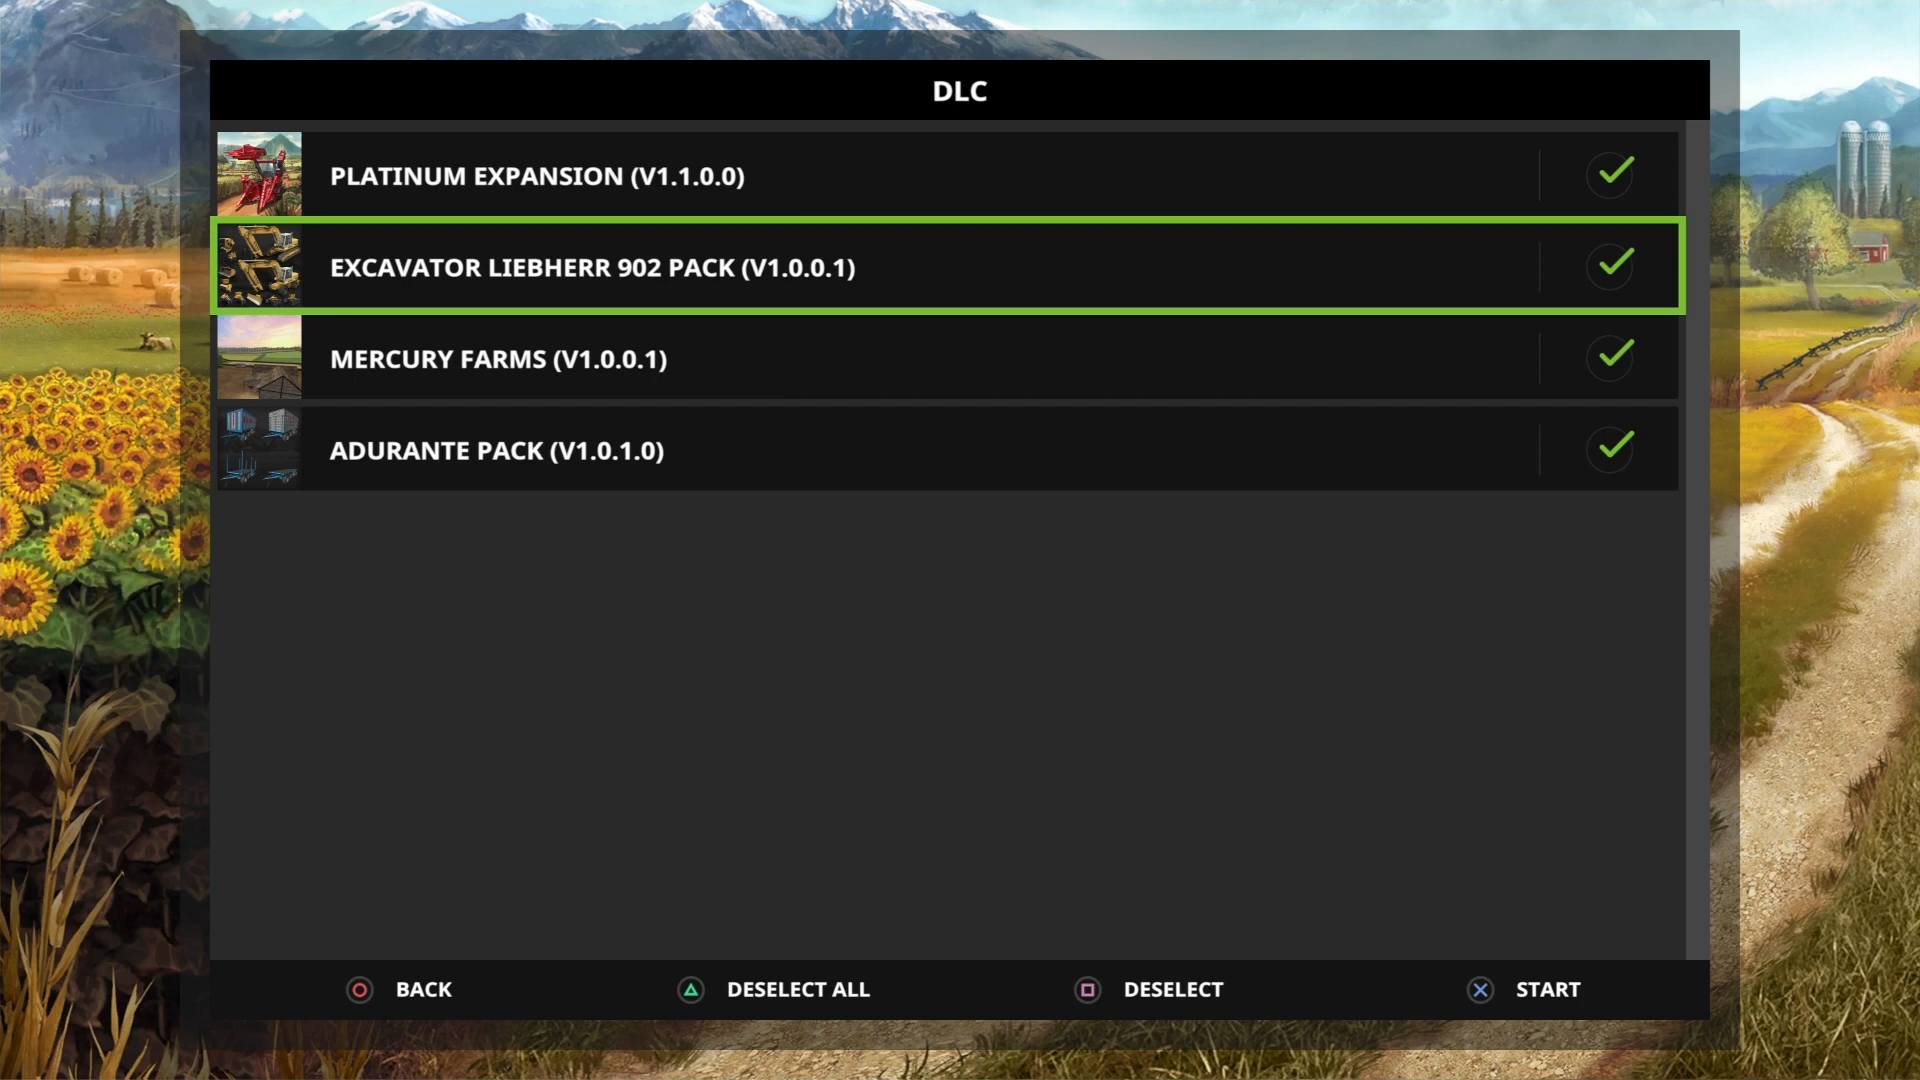 DLC
PLATINUM EXPANSION (V1.1.0.0)
EXCAVATOR LIEBHERR 902 PACK (V1.0.0.1)
MERCURY FARMS (V1.0.0.1)
ADURANTE PACK (V1.0.1.0)
BACK DESELECT ALL DESELECT START